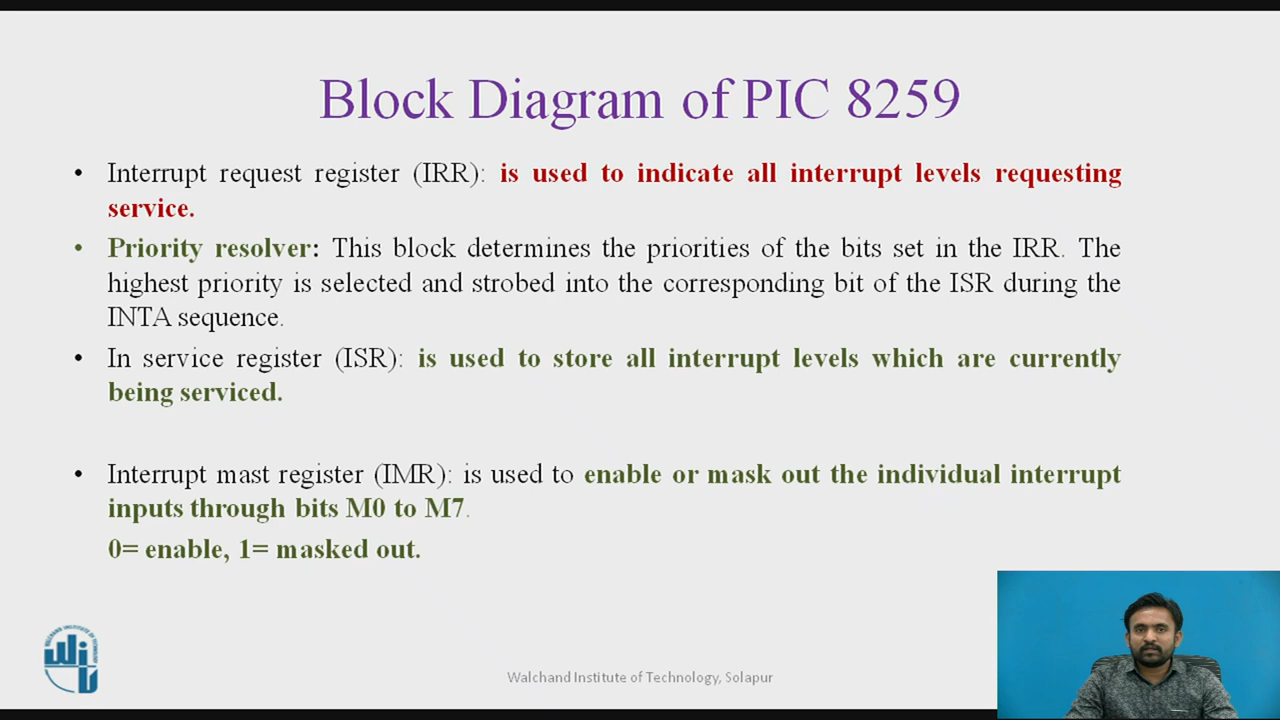 Block Diagram of PIC 8259
• Interrupt request register (IRR): is used to indicate all interrupt levels requesting
service.
• Priority resolver: This block determines the priorities of the bits set in the IRR. The
highest priority is selected and strobed into the corresponding bit of the ISR during the
INTA sequence.
• In service register (ISR): is used to store all interrupt levels which are currently
being serviced.
• Interrupt mast register (IMR): is used to enable or mask out the individual interrupt
inputs through bits M0 to M7.
0= enable, 1= masked out.
Walchand Institute of Technology, Solapur